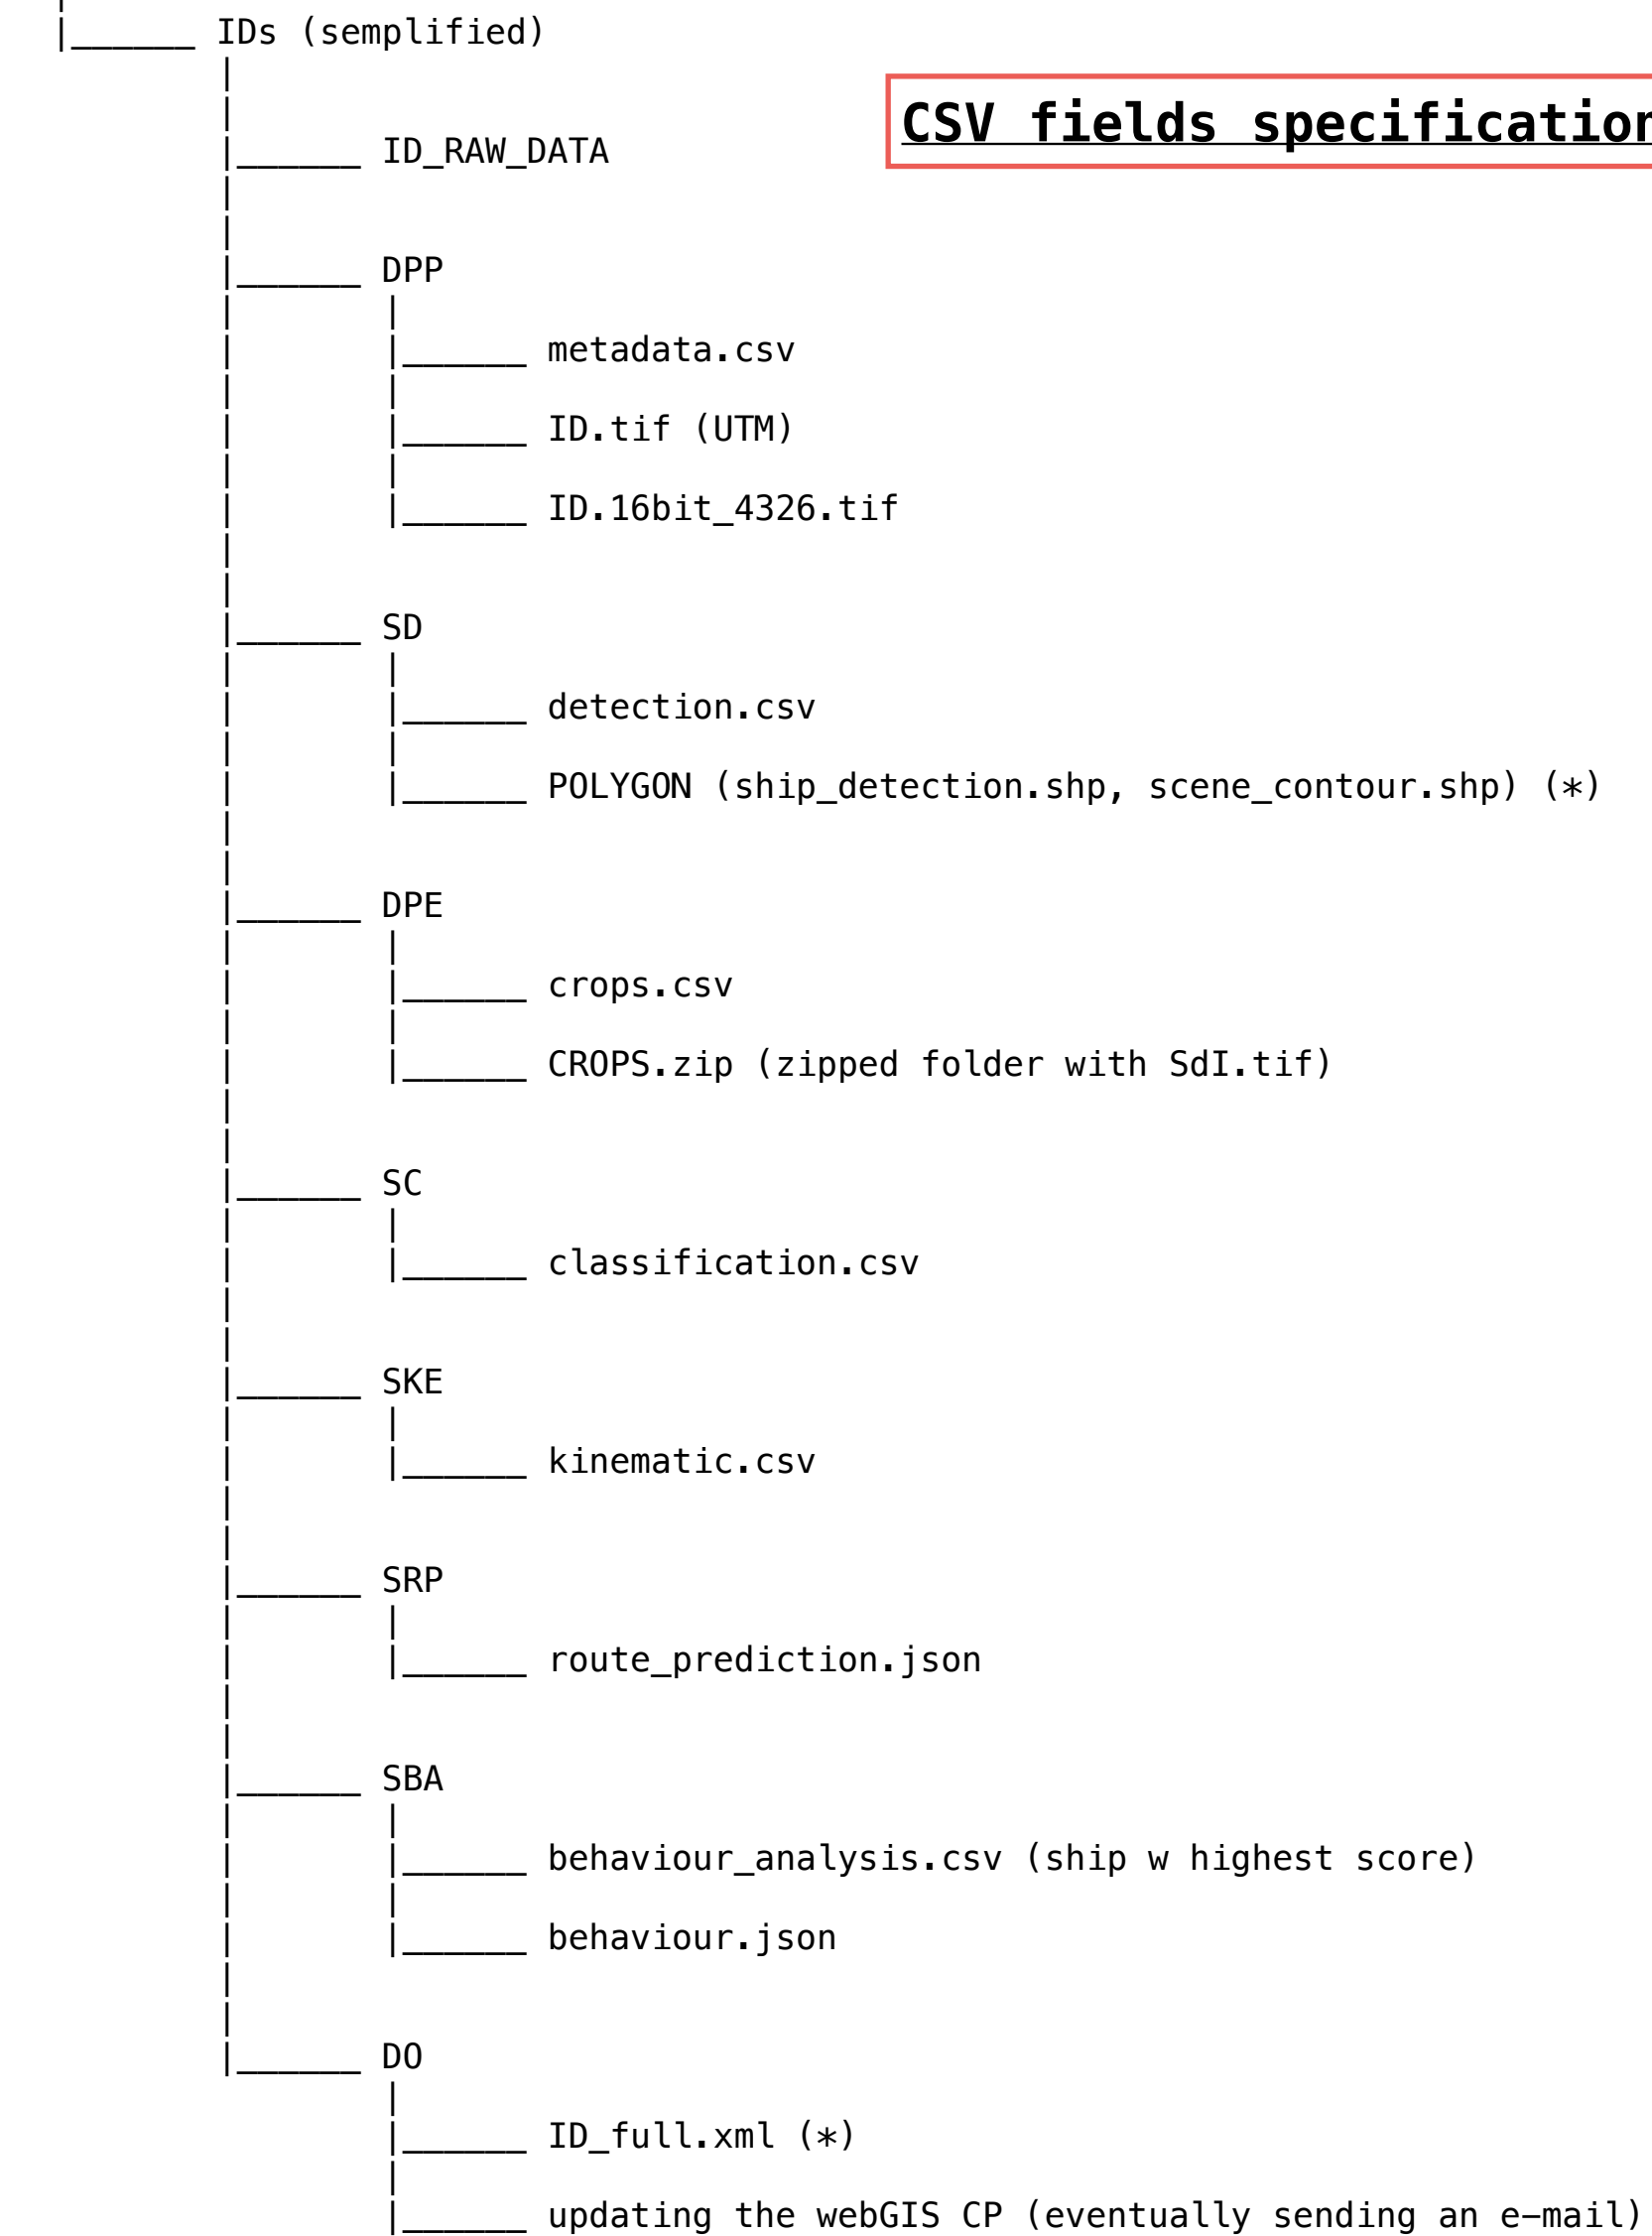 IDs (semplified)
CSV fields specification
ID_RAW_DATA
DPP
metadata.csv
ID.tif (UTM)
ID.16bit_4326.tif
SD
detection.csv
POLYGON (ship_detection.shp, scene_contour.shp) (*)
DPE
crops.csv
CROPS.zip (zipped folder with SdI.tif)
SC
classification.csv
SKE
kinematic.csv
SRP
route_prediction.json
SBA
behaviour_analysis.csv (ship w highest score)
behaviour.json
DO
ID_full.xml (*)
updating the webGIS CP (eventually sending an e-mail)